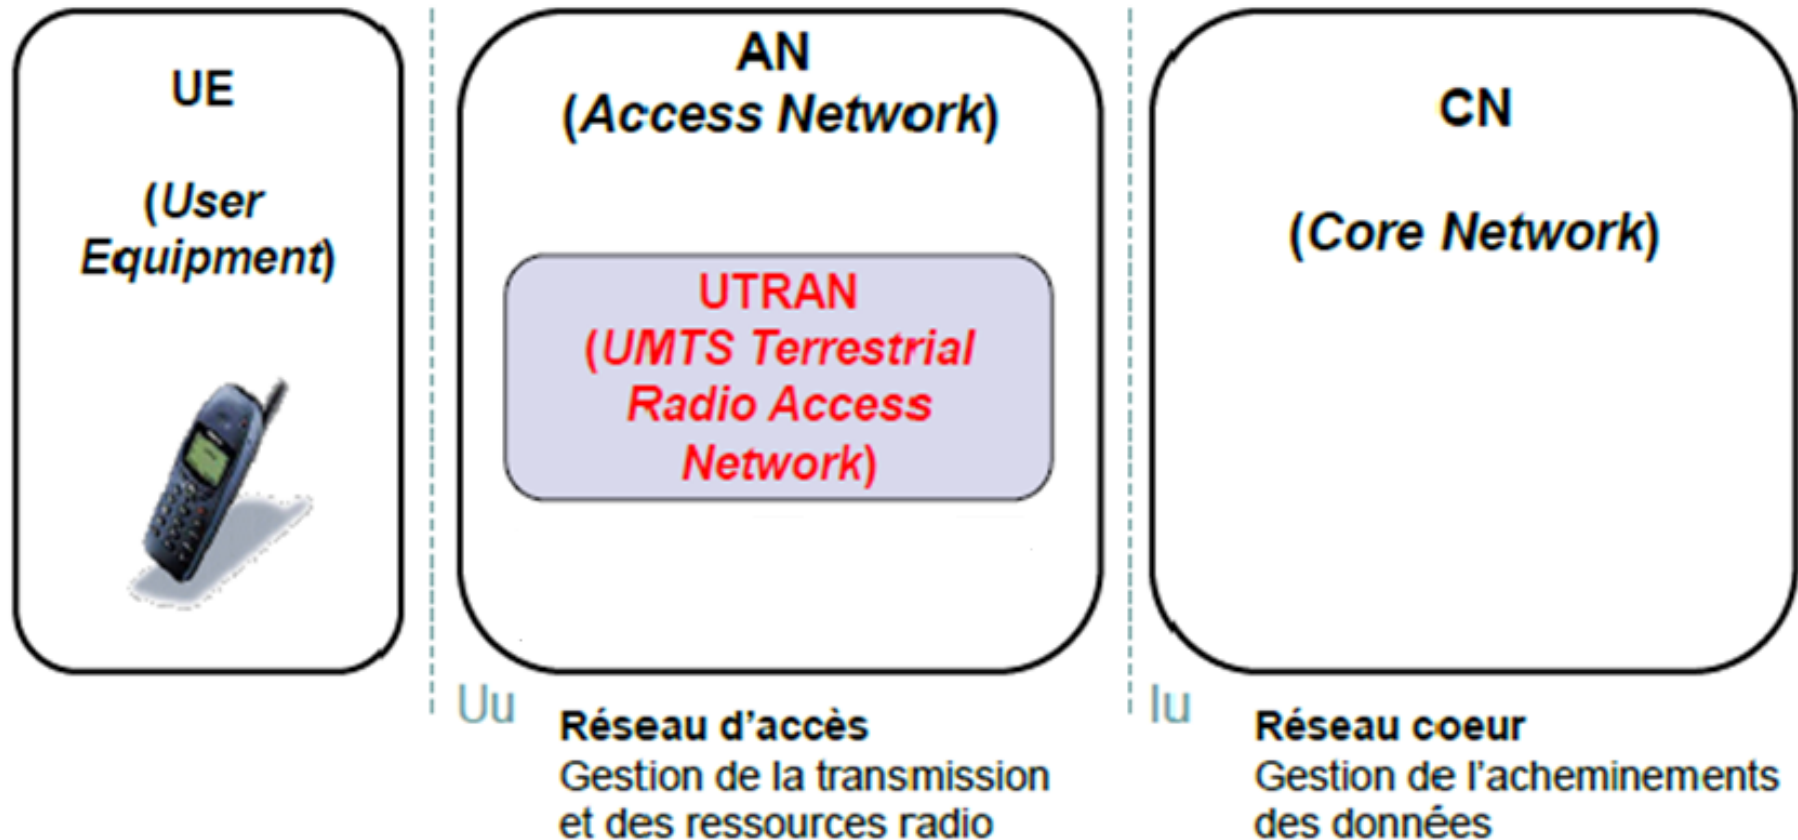 UE
(User
Equipment)
AN
(Access Network)
UTRAN
(UMTS Terrestrial
Radio Access
Network)
CN
(Core Network)
Uu
Réseau d'accès
Gestion de la transmission
et des ressources radio
Iu
Réseau coeur
Gestion de l'acheminements
des données